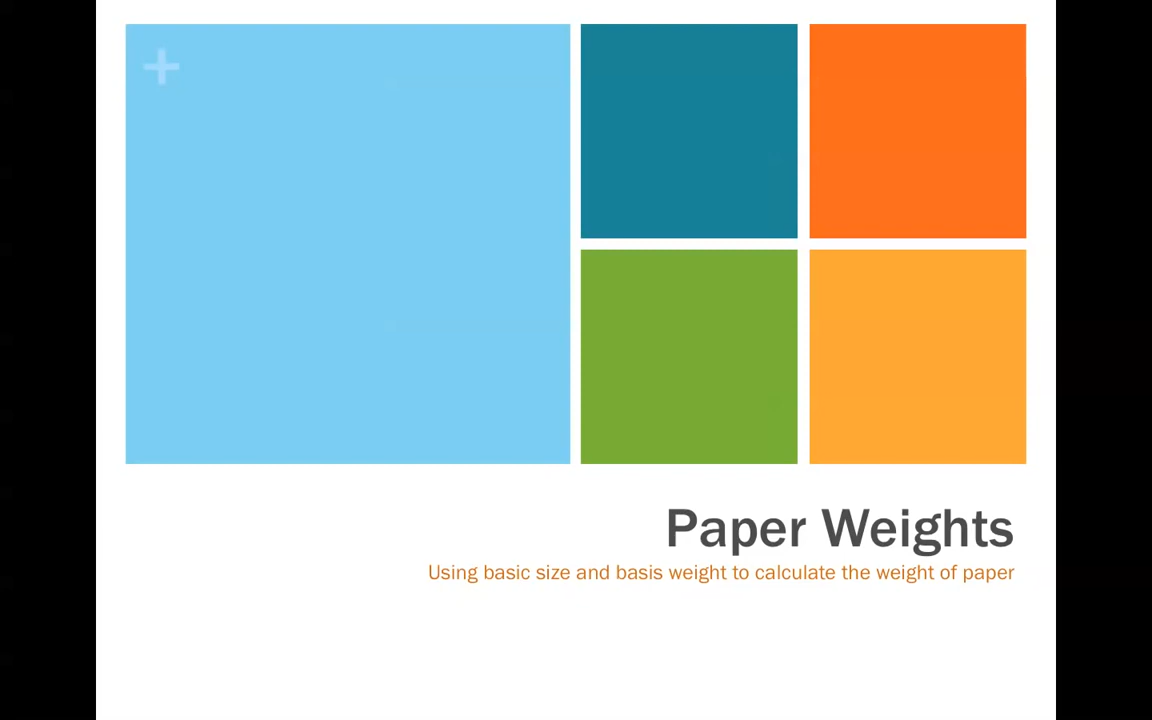 +
Paper Weights
Using basic size and basis weight to calculate the weight of paper